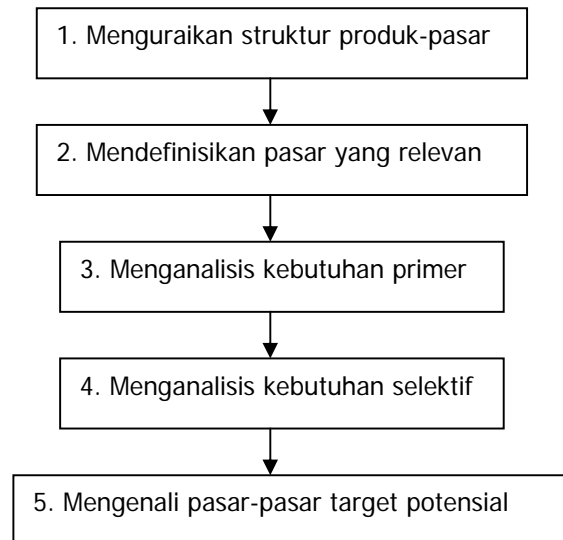 1. Menguraikan struktur produk-pasar
2. Mendefinisikan pasar yang relevan
3. Menganalisis kebutuhan primer
4. Menganalisis kebutuhan selektif
5. Mengenali pasar-pasar target potensial